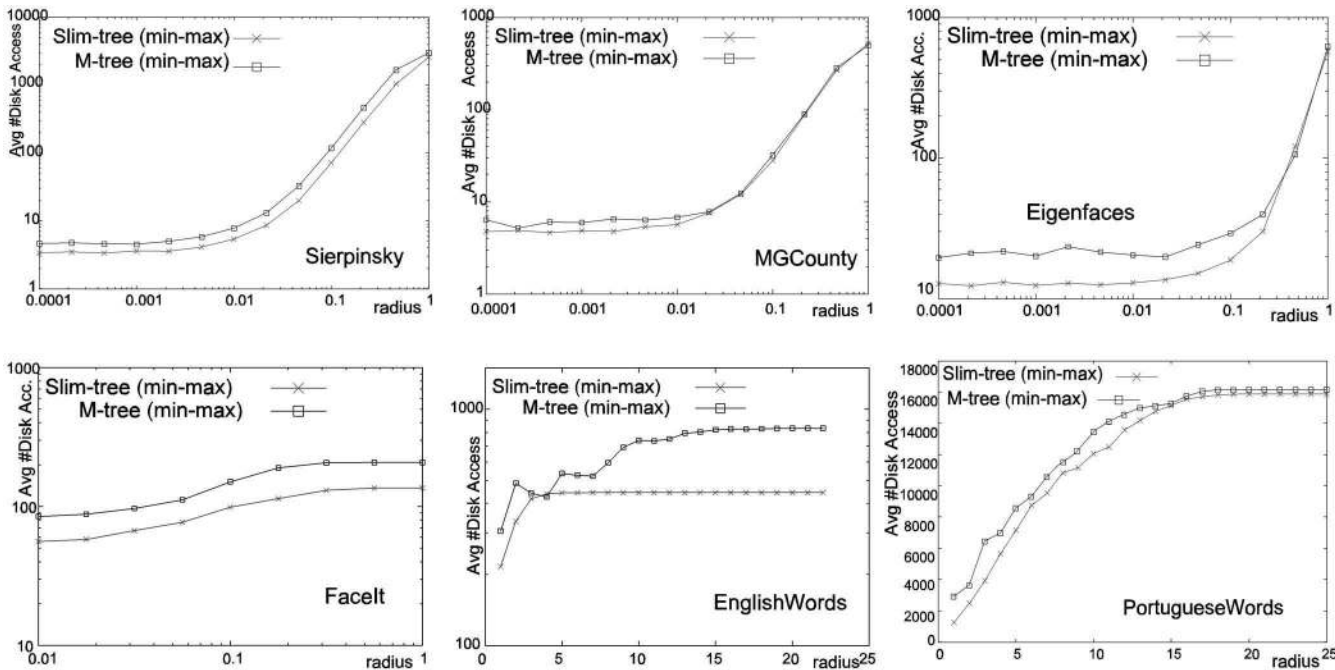 10000
1000
100
10
1
Avg #Disk Access
Slim-tree (min-max)
M-tree (min-max)
Sierpinsky
0.0001 0.001 0.01 0.1 1
radius
1000
100
10
1
Avg #Disk Access
Slim-tree (min-max)
M-tree (min-max)
MGCounty
0.0001 0.001 0.01 0.1 1
radius
1000
100
10
Avg #Disk Acc.
Slim-tree (min-max)
M-tree (min-max)
Eigenfaces
0.0001 0.001 0.01 0.1 1
radius
1000
100
10
Avg #Disk Acc.
Slim-tree (min-max)
M-tree (min-max)
FaceIt
0.01 0.1 1
radius
1000
100
Avg #Disk Access
Slim-tree (min-max)
M-tree (min-max)
EnglishWords
0 5 10 15 20 25
radius
18000
16000
14000
12000
10000
8000
6000
4000
2000
0
Avg #Disk Access
Slim-tree (min-max)
M-tree (min-max)
PortugueseWords
0 5 10 15 20 25
radius